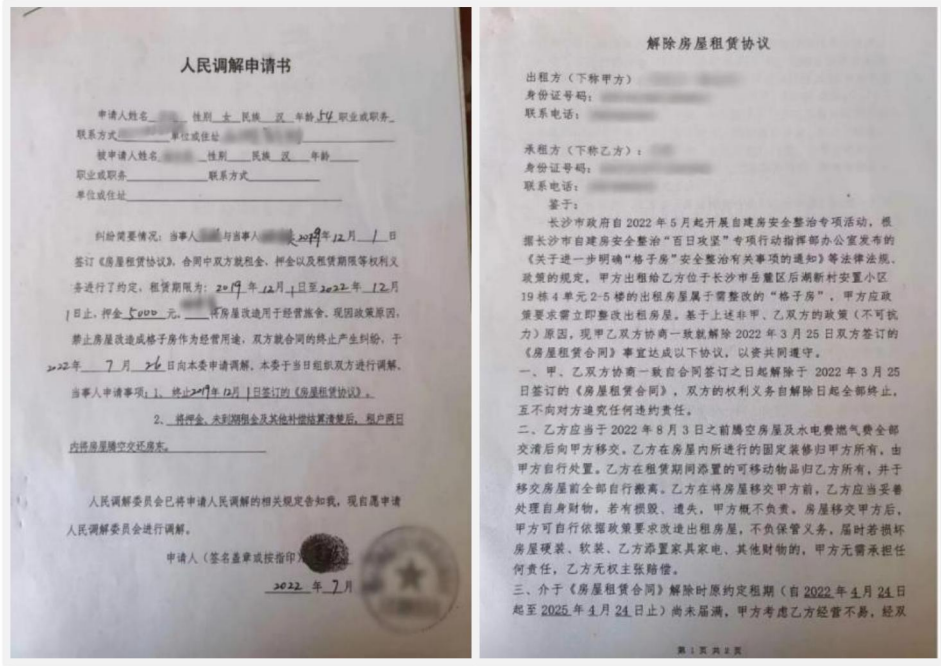 人民调解申请书
申请人姓名 性别 女 民族 汉 年龄 54 职业或职务
联系方式 单位或住址
被申请人姓名 性别 民族 汉 年龄
职业或职务 联系方式
单位或住址
纠纷简要情况：当事人 与当事人 2019年12月1日
签订《房屋租赁协议》，合同中双方就租金、押金以及租赁期限等权利义
务进行了约定，租赁期限为：2019年12月1日至2022年12月
1日止，押金5000元。 将房屋改造用于经营旅舍，现因政策原因，
禁止房屋改造成格子房作为经营用途，双方就合同的终止产生纠纷，于
2022年7月26日向本委申请调解。本委于当日组织双方进行调解。
当事人申请事项：1、终止2019年12月1日签订的《房屋租赁协议》。
2、将押金、未到期租金及其他补偿结算清楚后，租户两日
内将房屋腾空交还房东。
人民调解委员会已将申请人民调解的相关规定告知我，现自愿申请
人民调解委员会进行调解。
申请人（签名盖章或按指印）
2022年7月
解除房屋租赁协议
出租方（下称甲方）：
身份证号码：
联系电话：
承租方（下称乙方）：
身份证号码：
联系电话：
鉴于：
长沙市政府自2022年5月起开展自建房安全整治专项活动，根
据长沙市自建房安全整治“百日攻坚”专项行动指挥部办公室发布的
《关于进一步明确“格子房”安全整治有关事项的通知》等法律法规、
政策的规定，甲方出租给乙方位于长沙市岳麓区后湖新村安置小区
19栋4单元2-5楼的出租房屋属于需整改的“格子房”，甲方应政
策要求需立即整改出租房屋。基于上述非甲、乙双方的政策（不可抗
力）原因，现甲乙双方协商一致就解除2022年3月25日双方签订的
《房屋租赁合同》事宜达成以下协议，以资共同遵守。
一、甲、乙双方协商一致自合同签订之日起解除于2022年3月25
日签订的《房屋租赁合同》，双方的权利义务自解除日起全部终止，
互不向对方追究任何违约责任。
二、乙方应当于2022年8月3日之前腾空房屋及水电费燃气费全部
交清后向甲方移交。乙方在房屋内所进行的固定装修归甲方所有，由
甲方自行处置。乙方在租赁期间添置的可移动物品归乙方所有，并于
移交房屋前全部自行搬离。乙方在将房屋移交甲方前，乙方应当妥善
处理自身财物，若有损毁、遗失，甲方概不负责。房屋移交甲方后，
甲方可自行依据政策要求改造出租房屋，不负保管义务，届时若损坏
房屋硬装、软装、乙方添置家具家电、其他财物的，甲方无需承担任
何责任，乙方无权主张赔偿。
三、介于《房屋租赁合同》解除时原约定租期（自2022年4月24日
起至2025年4月24日止）尚未届满，甲方考虑乙方经营不易，经双
第1页共2页